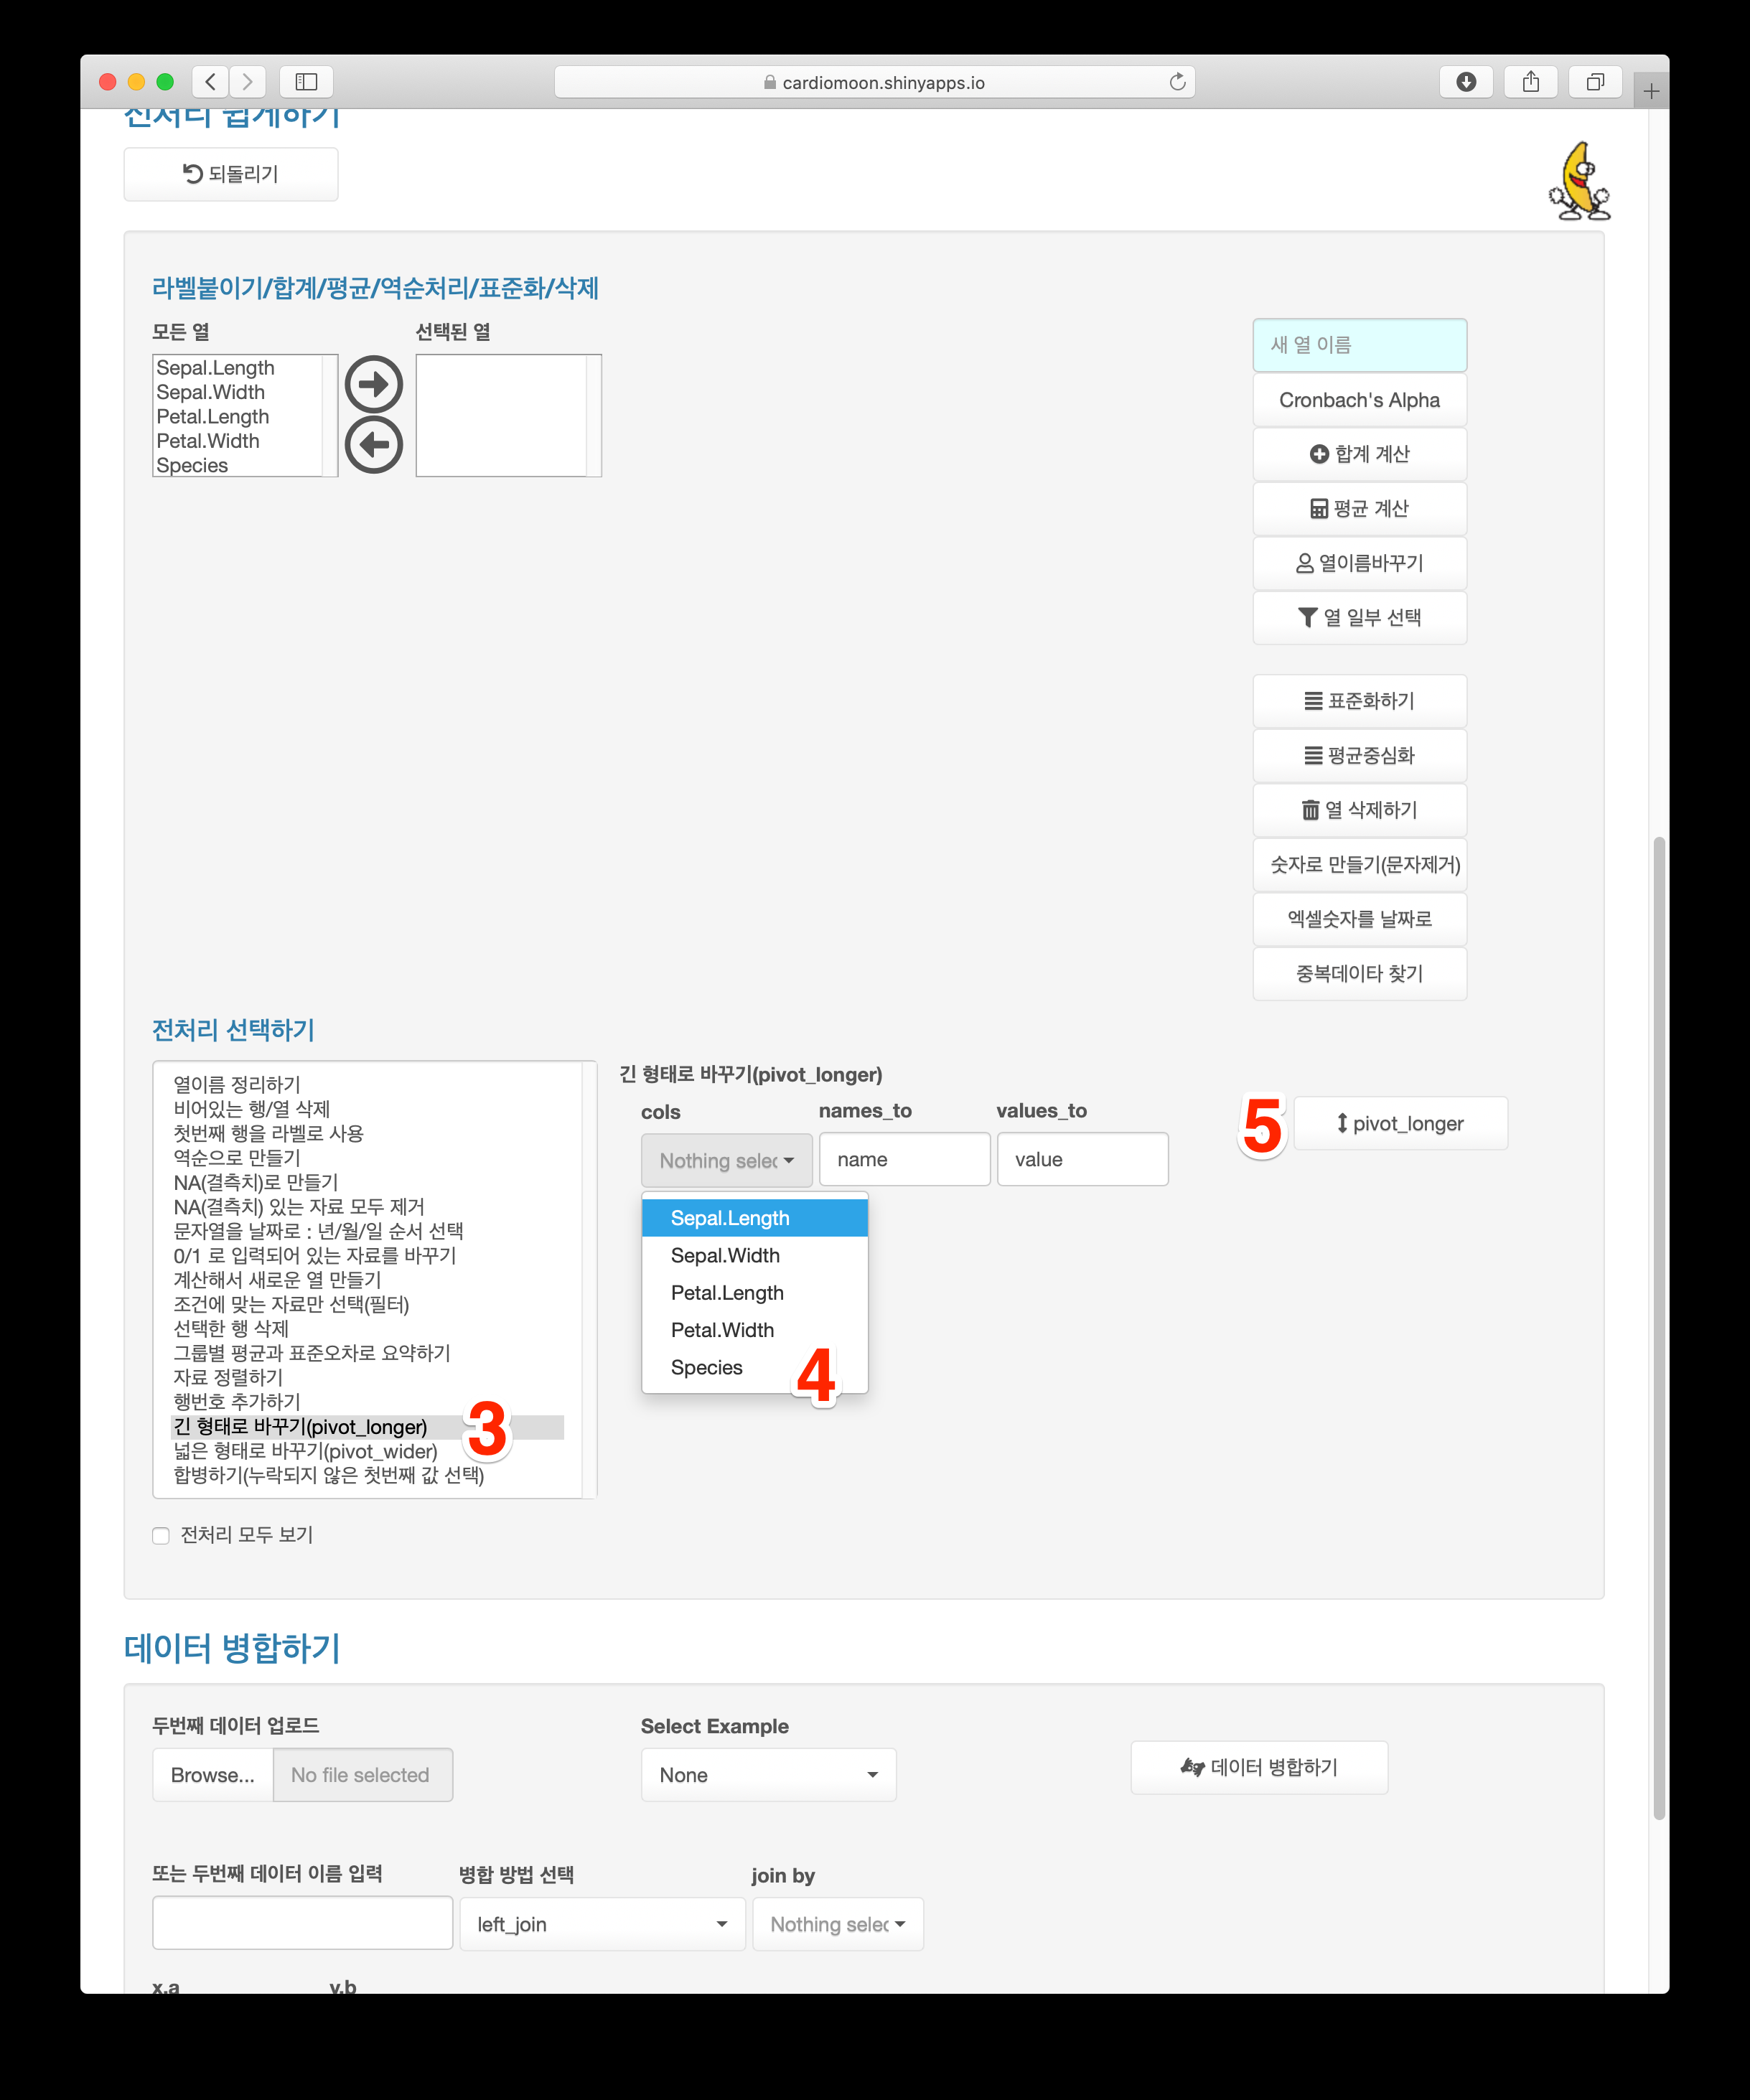 cardiomoon.shinyapps.io
전처리 쉽게하기
되돌리기
라벨붙이기/합계/평균/역순처리/표준화/삭제
모든 열
선택된 열
Sepal.Length
Sepal.Width
Petal.Length
Petal.Width
Species
새 열 이름
Cronbach's Alpha
합계 계산
평균 계산
열이름바꾸기
열 일부 선택
표준화하기
평균중심화
열 삭제하기
숫자로 만들기(문자제거)
엑셀숫자를 날짜로
중복데이타 찾기
전처리 선택하기
열이름 정리하기
비어있는 행/열 삭제
첫번째 행을 라벨로 사용
역순으로 만들기
NA(결측치)로 만들기
NA(결측치) 있는 자료 모두 제거
문자열을 날짜로 : 년/월/일 순서 선택
0/1 로 입력되어 있는 자료를 바꾸기
계산해서 새로운 열 만들기
조건에 맞는 자료만 선택(필터)
선택한 행 삭제
그룹별 평균과 표준오차로 요약하기
자료 정렬하기
행번호 추가하기
긴 형태로 바꾸기(pivot_longer)
3
넓은 형태로 바꾸기(pivot_wider)
합병하기(누락되지 않은 첫번째 값 선택)
전처리 모두 보기
긴 형태로 바꾸기(pivot_longer)
cols
names_to
values_to
Nothing selec
name
value
5
pivot_longer
Sepal.Length
Sepal.Width
Petal.Length
Petal.Width
Species
4
데이터 병합하기
두번째 데이터 업로드
Select Example
Browse...
No file selected
None
데이터 병합하기
또는 두번째 데이터 이름 입력
병합 방법 선택
join by
left_join
Nothing selec
x.a
y.b